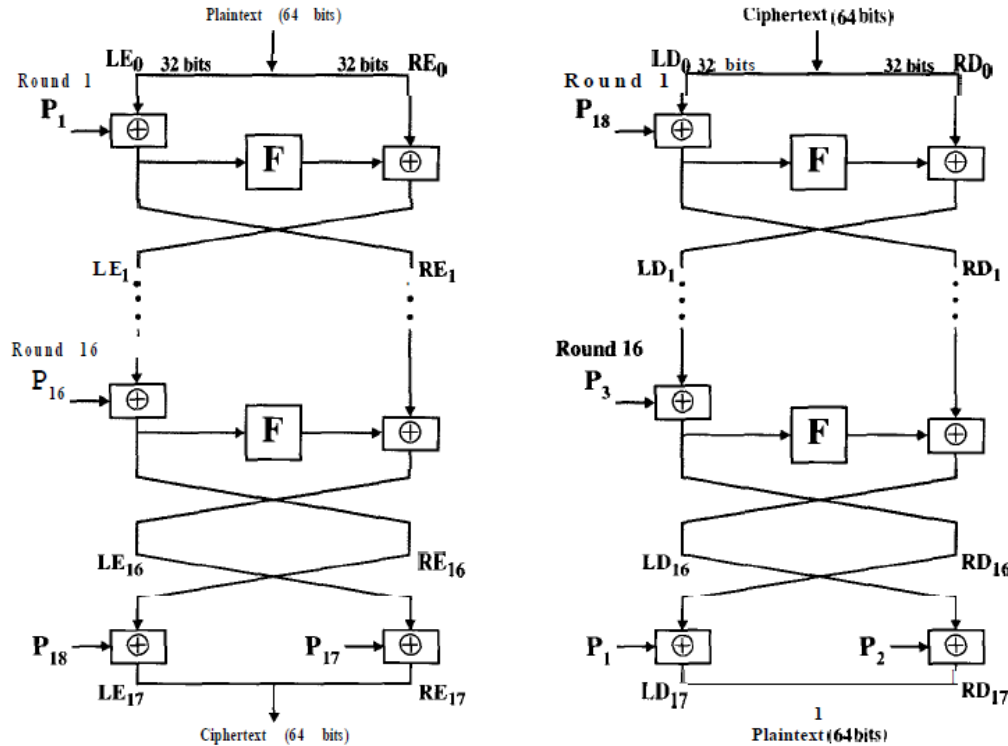 Plaintext (64 bits)
LE0 32 bits 32 bits RE0
Round 1
P1
F
LE1 RE1
Round 16
P16
F
LE16 RE16
P18 P17
LE17 RE17
Ciphertext (64 bits)
Ciphertext (64 bits)
LD0 32 bits 32 bits RD0
Round 1
P18
F
LD1 RD1
Round 16
P3
F
LD16 RD16
P1 P2
LD17 RD17
1
Plaintext (64bits)